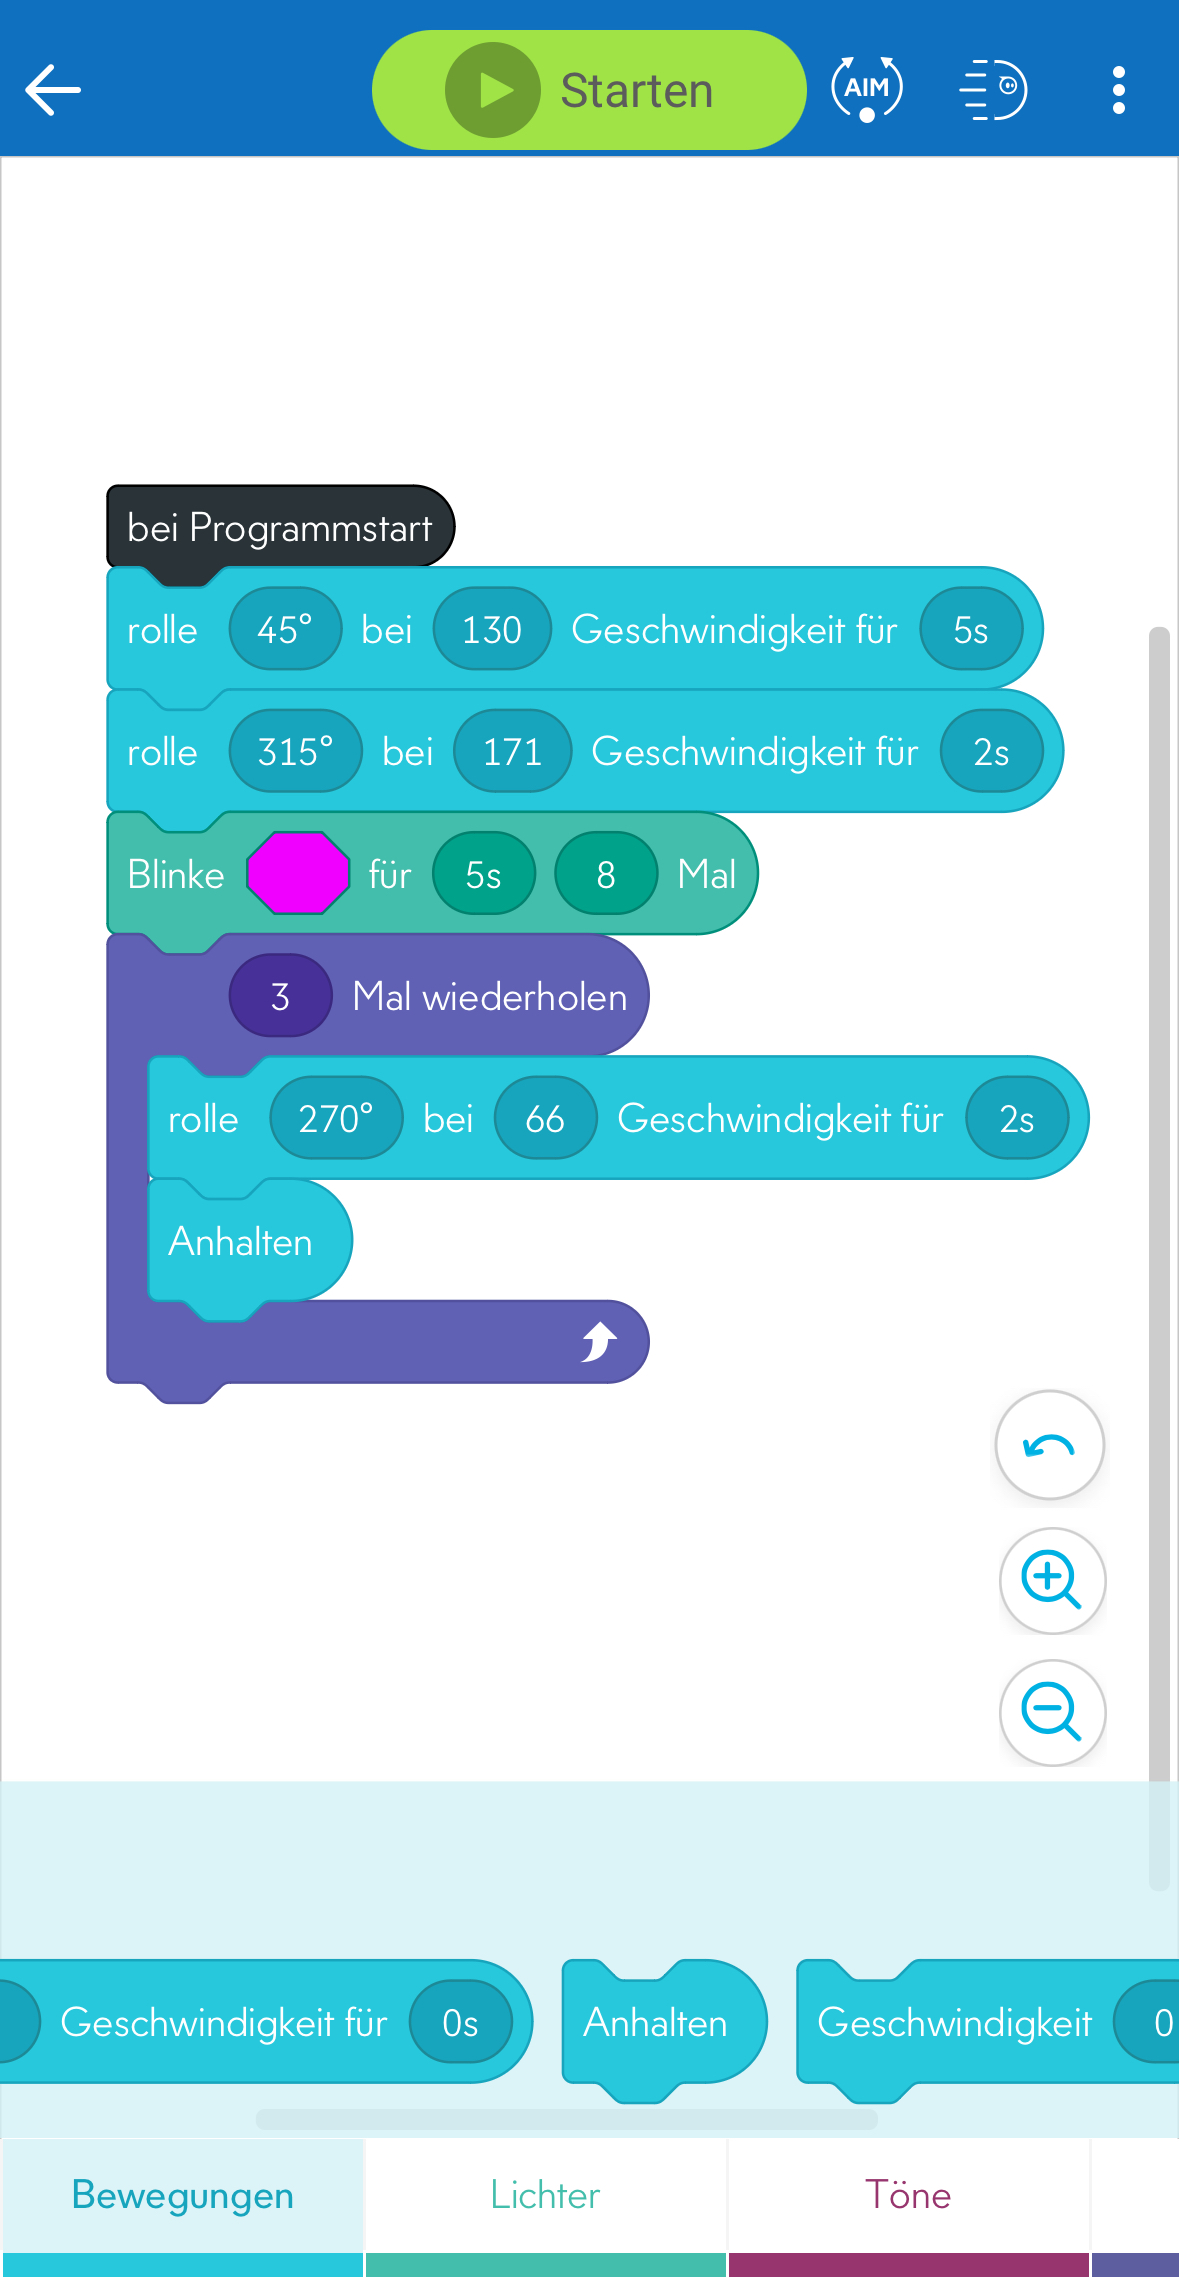 Starten
AIM
bei Programmstart
rolle 45° bei 130 Geschwindigkeit für 5s
rolle 315° bei 171 Geschwindigkeit für 2s
Blinke für 5s 8 Mal
3 Mal wiederholen
rolle 270° bei 66 Geschwindigkeit für 2s
Anhalten
Geschwindigkeit für 0s Anhalten Geschwindigkeit 0
Bewegungen Lichter Töne